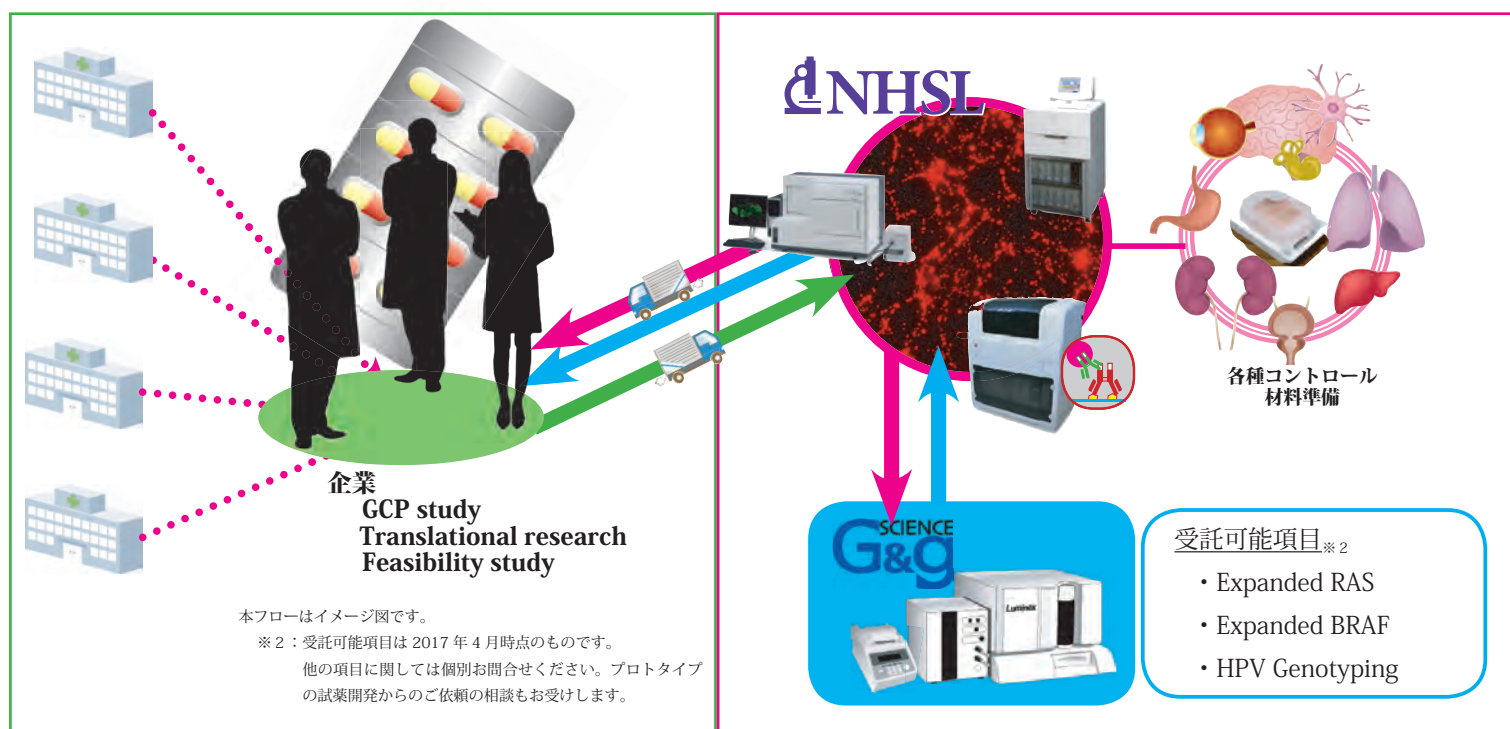 NHSL
各種コントロール
材料準備
企業
GCP study
Translational research
Feasibility study
本フローはイメージ図です。
※２：受託可能項目は 2017 年 4 月時点のものです。
他の項目に関しては個別お問合せください。プロトタイプ
の試薬開発からのご依頼の相談もお受けします。
SCIENCE
G&g
Luminex
受託可能項目※２
・Expanded RAS
・Expanded BRAF
・HPV Genotyping